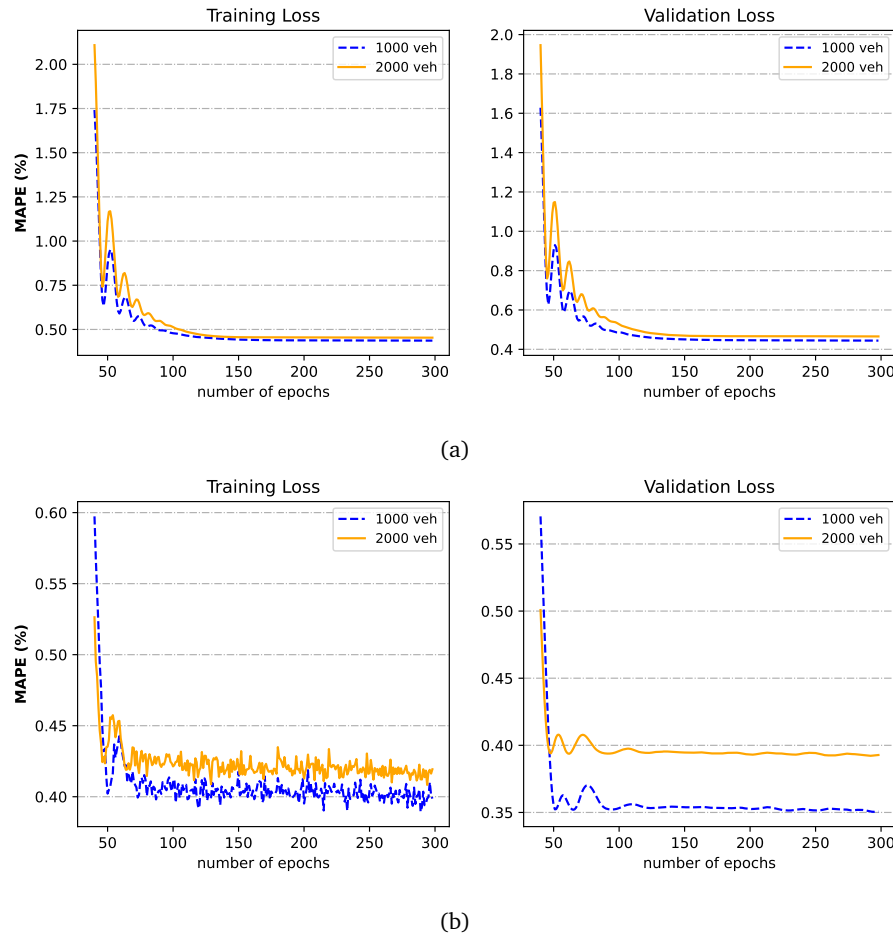 Training Loss
Validation Loss
MAPE (%)
2.00
1.75
1.50
1.25
1.00
0.75
0.50
1000 veh
2000 veh
50
100
150
200
250
300
number of epochs
2.0
1.8
1.6
1.4
1.2
1.0
0.8
0.6
0.4
1000 veh
2000 veh
50
100
150
200
250
300
number of epochs
(a)
Training Loss
Validation Loss
MAPE (%)
0.60
0.55
0.50
0.45
0.40
1000 veh
2000 veh
50
100
150
200
250
300
number of epochs
0.55
0.50
0.45
0.40
0.35
1000 veh
2000 veh
50
100
150
200
250
300
number of epochs
(b)